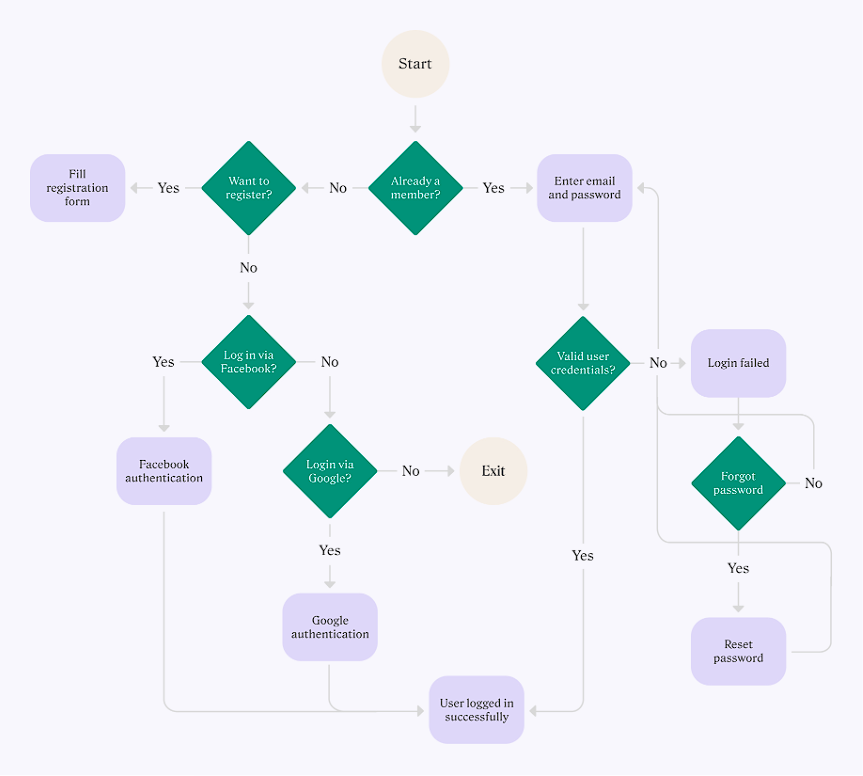 Start
Fill
registration
form
Yes
Want to
register?
No
Already a
member?
Yes
Enter email
and password
No
Yes
Log in via
Facebook?
No
Valid user
credentials?
No
Login failed
Facebook
authentication
Login via
Google?
No
Exit
Forgot
password
No
Yes
Yes
Yes
Google
authentication
Reset
password
User logged in
successfully